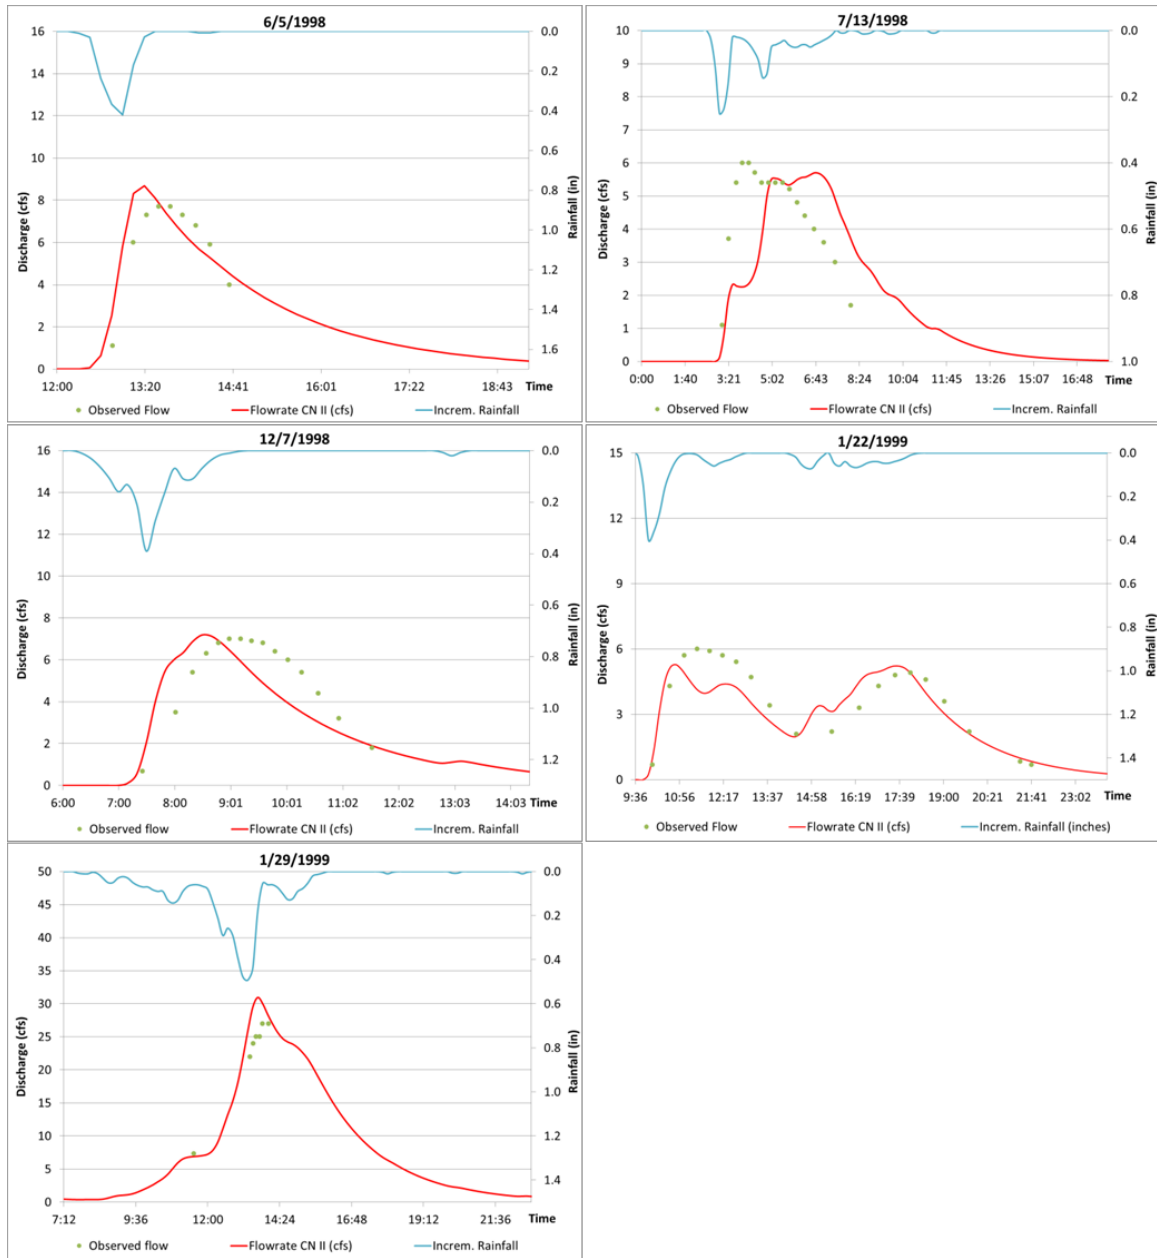 6/5/1998
16 14 12 10 8 6 4 2 0
Discharge (cfs)
0.0 0.2 0.4 0.6 0.8 1.0 1.2 1.4 1.6
Rainfall (in)
12:00 13:20 14:41 16:01 17:22 18:43 Time
Observed Flow Flowrate CN II (cfs) Increm. Rainfall
7/13/1998
10 9 8 7 6 5 4 3 2 1 0
Discharge (cfs)
0.0 0.2 0.4 0.6 0.8 1.0
Rainfall (in)
0:00 1:40 3:21 5:02 6:43 8:24 10:04 11:45 13:26 15:07 16:48 Time
Observed Flow Flowrate CN II (cfs) Increm. Rainfall
12/7/1998
16 14 12 10 8 6 4 2 0
Discharge (cfs)
0.0 0.2 0.4 0.6 0.8 1.0 1.2
Rainfall (in)
6:00 7:00 8:00 9:01 10:01 11:02 12:02 13:03 14:03 Time
Observed flow Flowrate CN II (cfs) Increm. Rainfall
1/22/1999
15 12 9 6 3 0
Discharge (cfs)
0.0 0.2 0.4 0.6 0.8 1.0 1.2 1.4
Rainfall (in)
9:36 10:56 12:17 13:37 14:58 16:19 17:39 19:00 20:21 21:41 23:02 Time
Observed Flow Flowrate CN II (cfs) Increm. Rainfall (inches)
1/29/1999
50 45 40 35 30 25 20 15 10 5 0
Discharge (cfs)
0.0 0.2 0.4 0.6 0.8 1.0 1.2 1.4
Rainfall (in)
7:12 9:36 12:00 14:24 16:48 19:12 21:36 Time
Observed flow Flowrate CN II (cfs) Increm. Rainfall